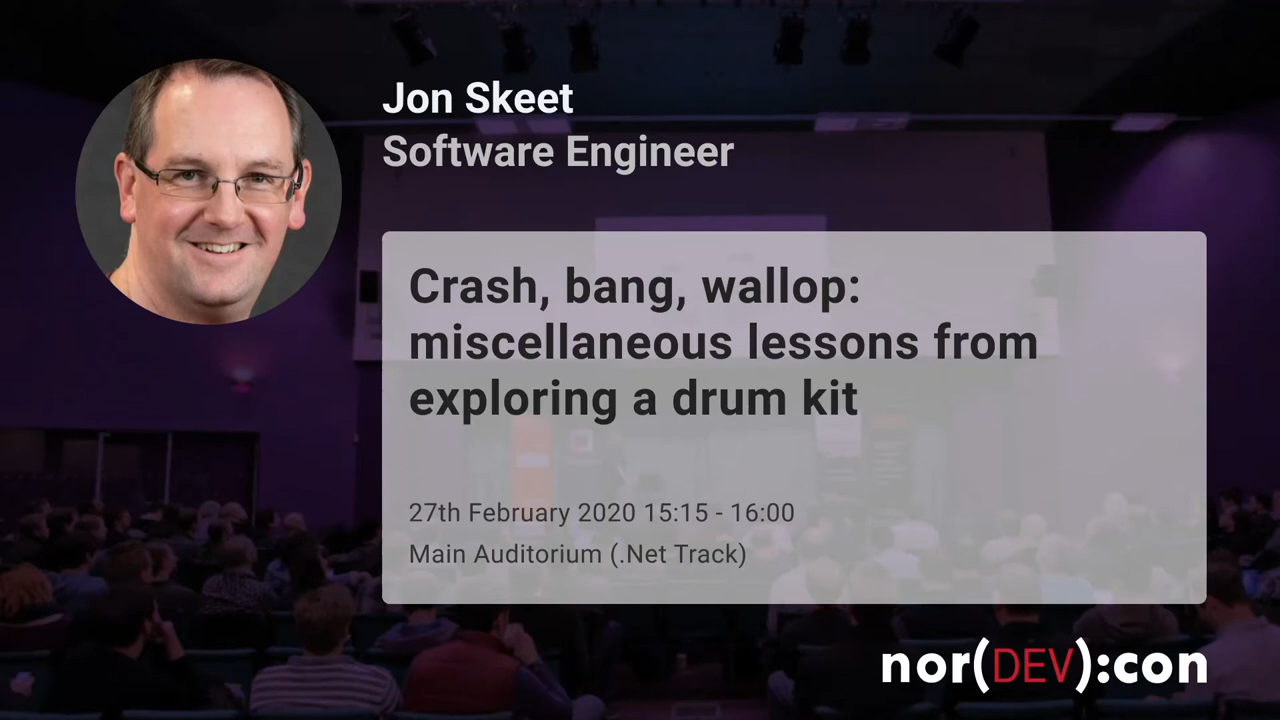 Jon Skeet
Software Engineer
Crash, bang, wallop:
miscellaneous lessons from
exploring a drum kit
27th February 2020 15:15 - 16:00
Main Auditorium (.Net Track)
nor(DEV):con